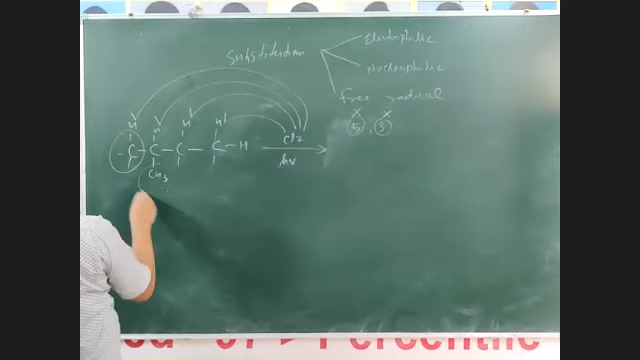 Substitution
Electrophilic
Nucleophilic
free radical
5, 3
H H H H
- C - C - C - C - H
Cl2
hν
CH3